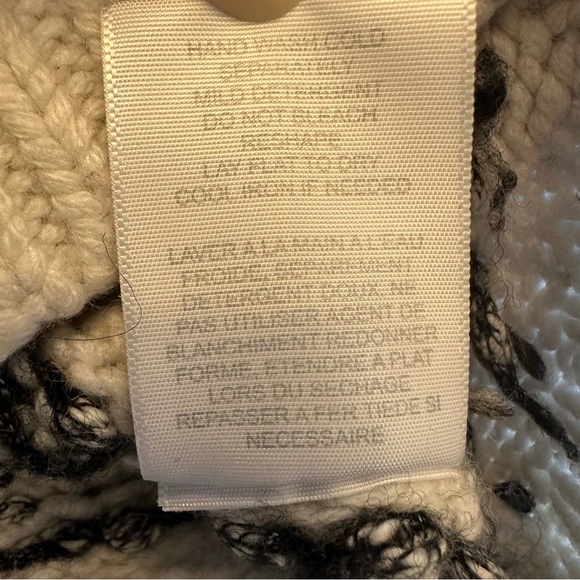 HAND WASH COLD
SEPARATELY
MILD DETERGENT
DO NOT BLEACH
RESHAPE
LAY FLAT TO DRY
COOL IRON IF NEEDED
LAVER A LA MAIN A L'EAU
FROIDE, SEPAREMENT
DETERGENT DOUX. NE
PAS UTILISER AGENT DE
BLANCHIMENT REDONNER
FORME, ETENDRE A PLAT
LORS DU SECHAGE
REPASSER A FER TIEDE SI
NECESSAIRE